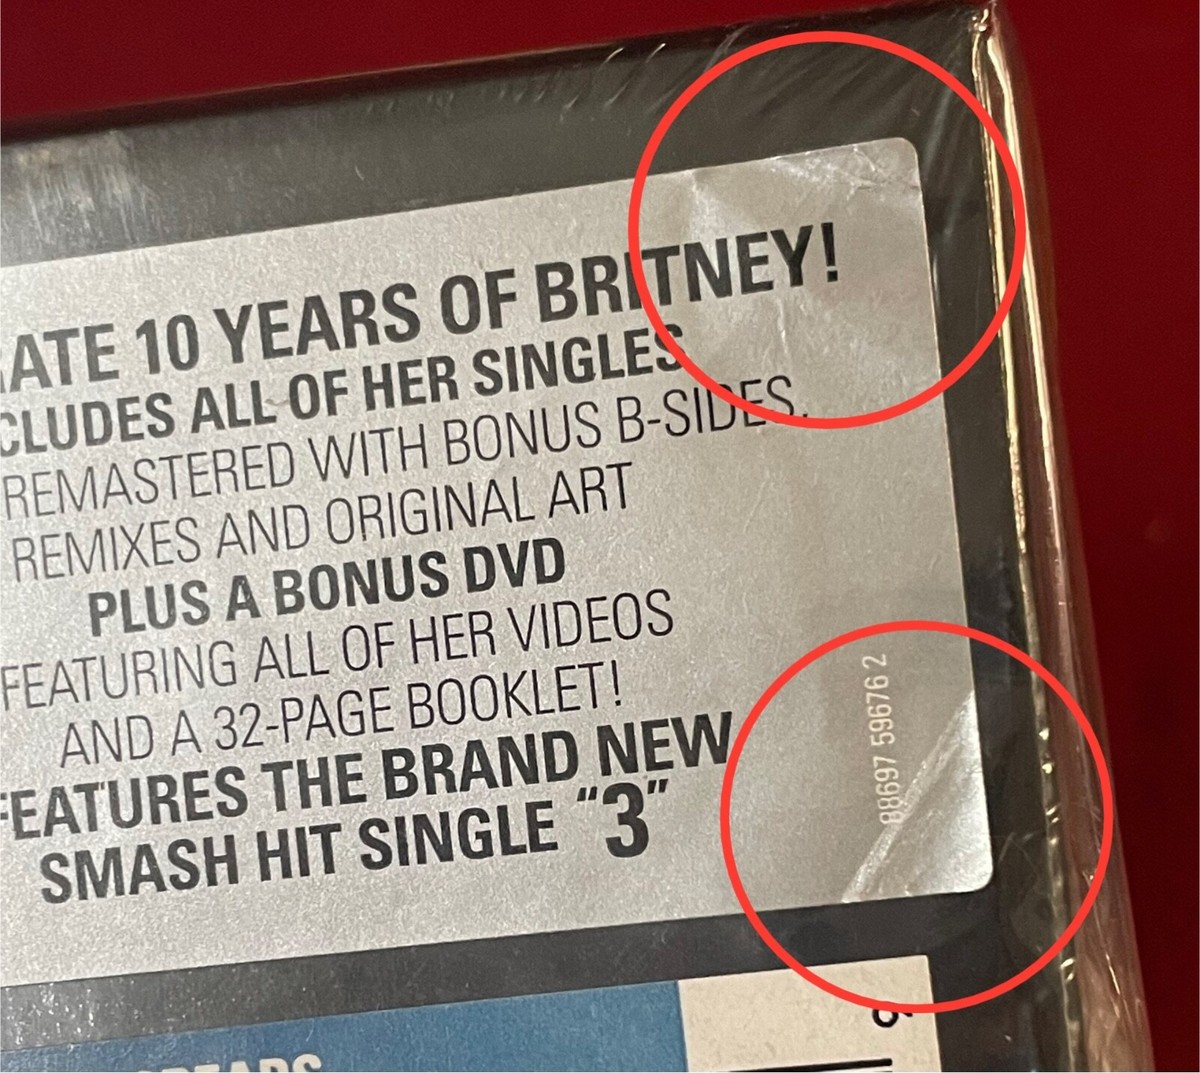 ATE 10 YEARS OF BRITNEY!
CLUDES ALL OF HER SINGLES
REMASTERED WITH BONUS B-SIDES,
REMIXES AND ORIGINAL ART
PLUS A BONUS DVD
FEATURING ALL OF HER VIDEOS
AND A 32-PAGE BOOKLET!
FEATURES THE BRAND NEW
SMASH HIT SINGLE "3"
88697 59676 2